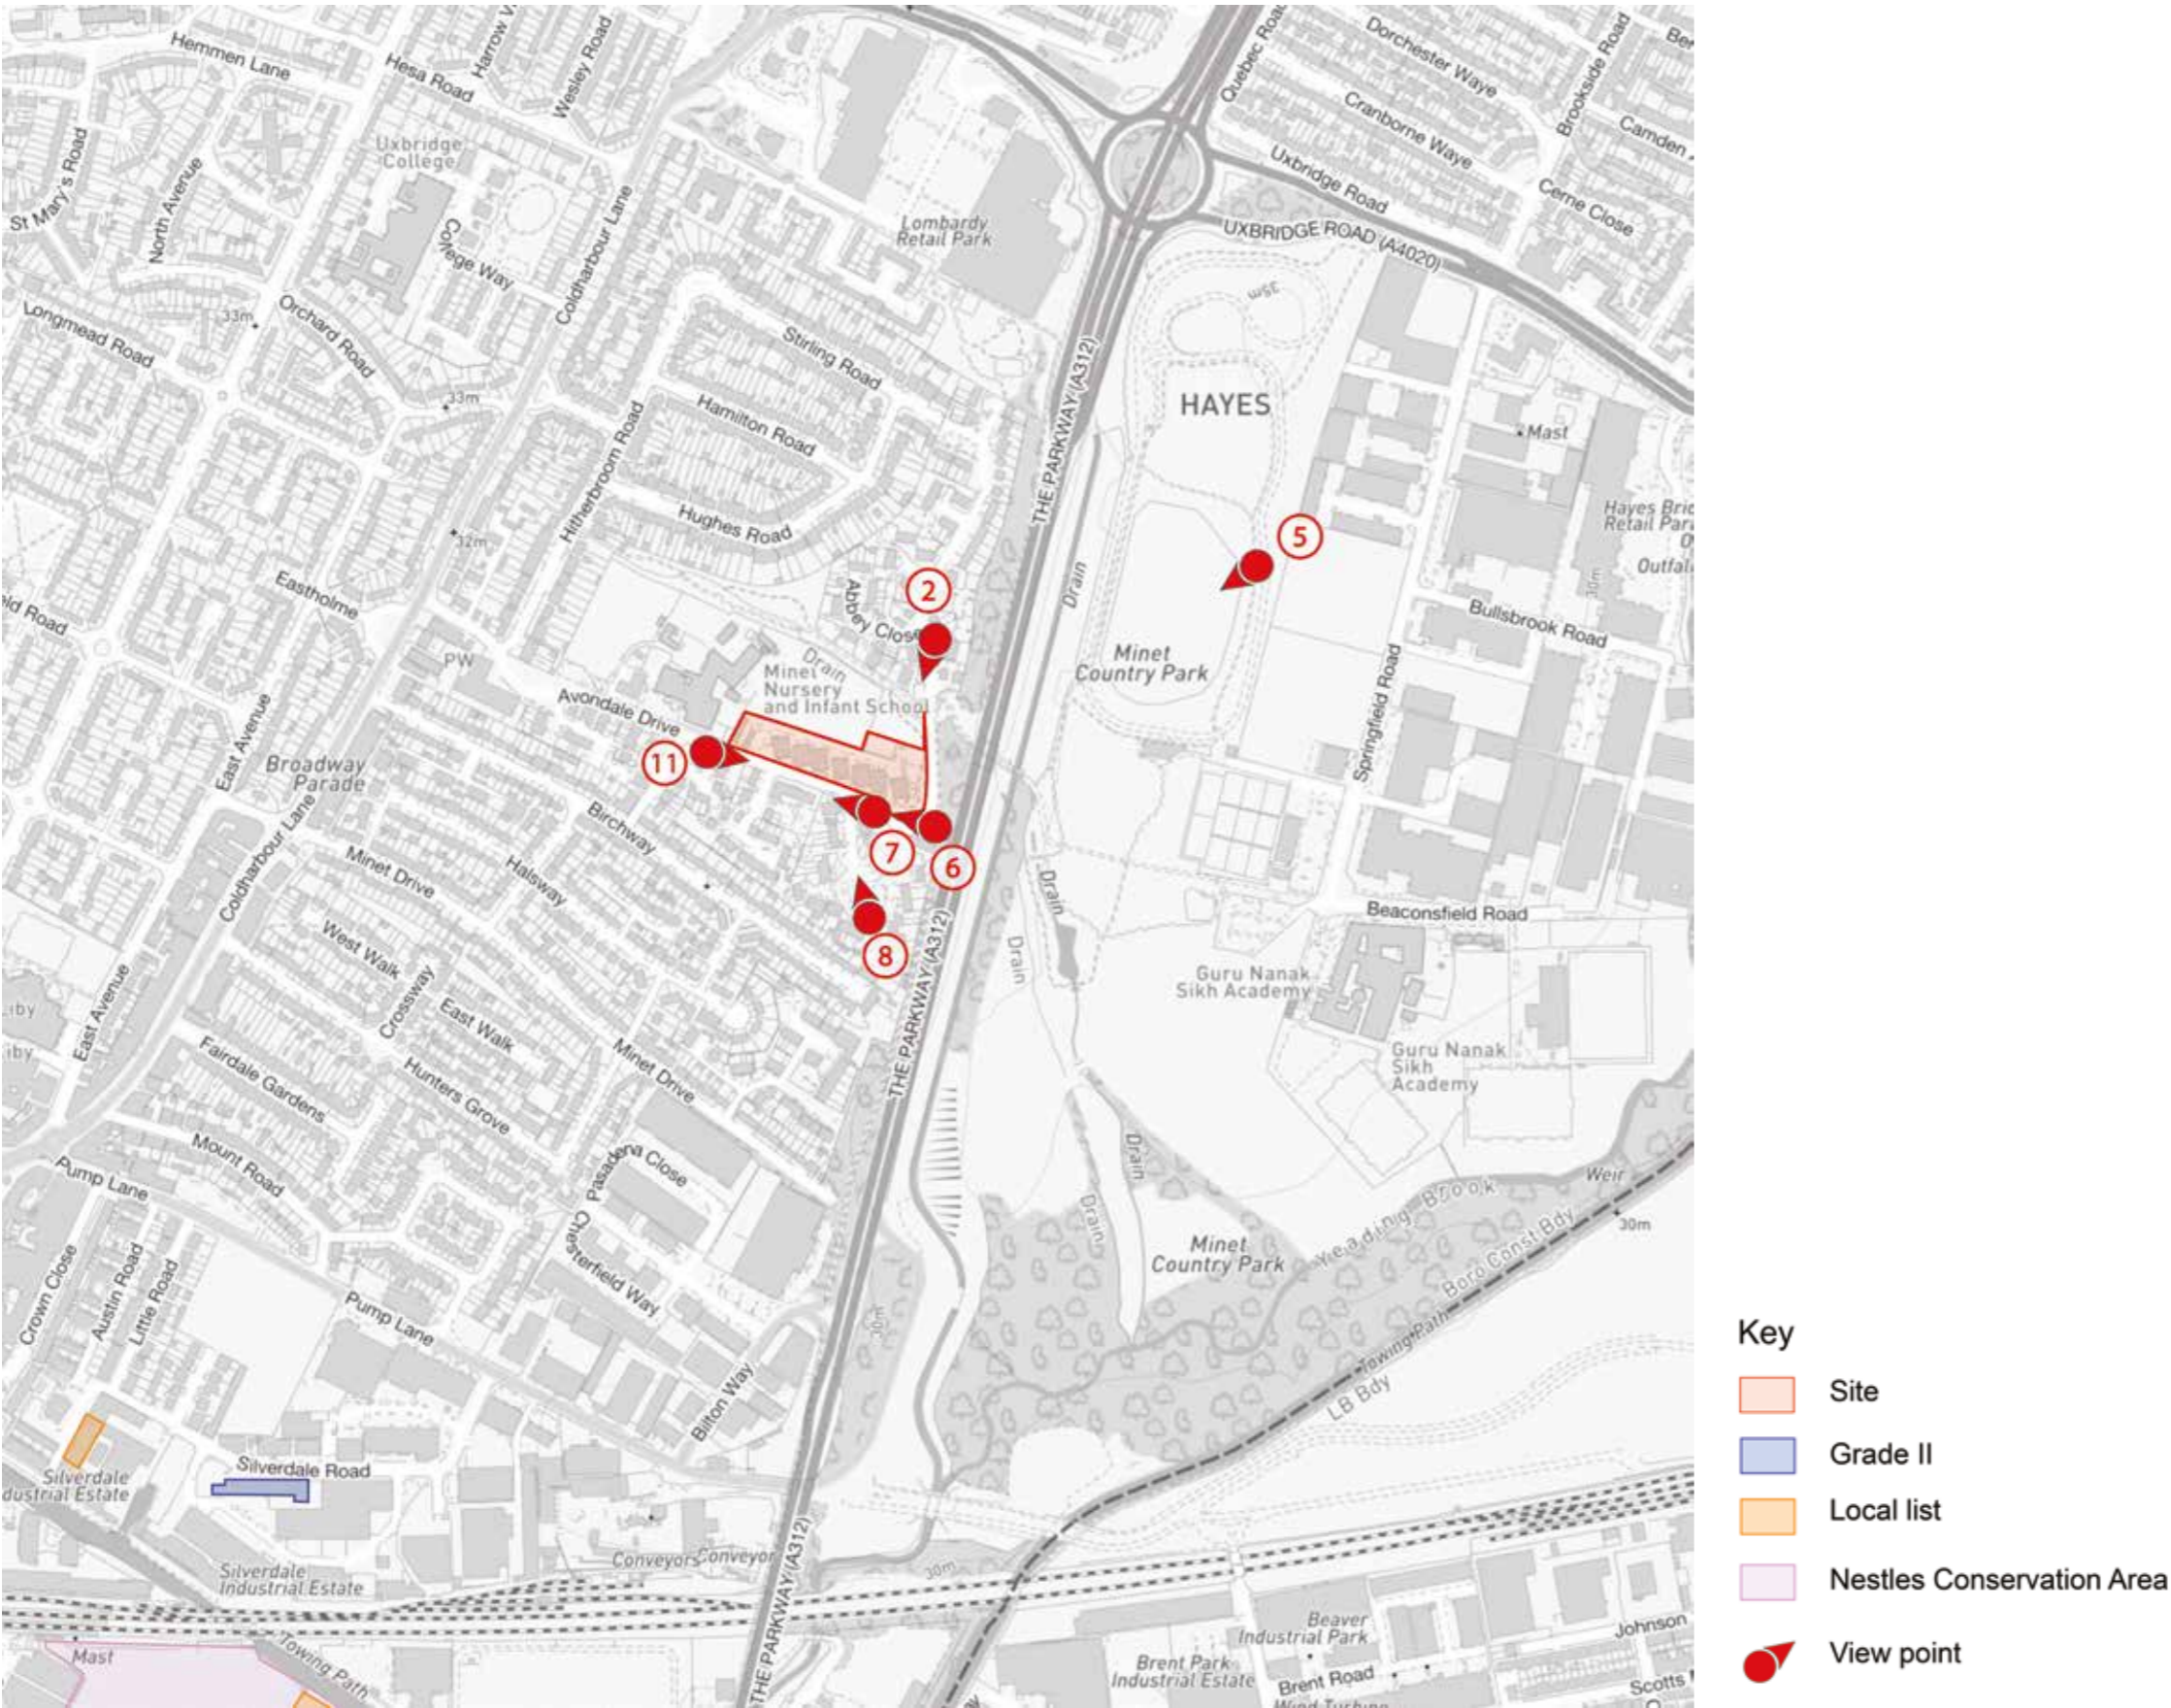 Hemmen Lane
Hesa Road
Wesley Road
Uxbridge
College
St Mary's Road
North Avenue
College Way
Coldharbour Lane
Longmead Road
33m
Orchard Road
33m
32m
Eastholme
Lombardy
Retail Park
Stirling Road
Hamilton Road
Hitherbroom Road
Hughes Road
Quebec Road
Dorchester Waye
Cranborne Waye
Brookside Road
Camden
Cerne Close
Uxbridge Road
UXBRIDGE ROAD (A4020)
35m
THE PARKWAY (A312)
HAYES
Mast
Retail Park
Drain
5
2
Abbey Close
Drain
Minet
Nursery
and Infant School
Minet
Country Park
30m
Bullsbrook Road
Springfield Road
PW
Avondale Drive
11
East Avenue
Broadway
Parade
Birchway
7
6
8
Minet Drive
Halsway
Coldharbour Lane
West Walk
Crossway
East Walk
East Avenue
Fairdale Gardens
Hunters Grove
Minet Drive
THE PARKWAY (A312)
Drain
Drain
Beaconsfield Road
Guru Nanak
Sikh Academy
Guru Nanak
Sikh
Academy
Mount Road
Pump Lane
Pasadena Close
Chesterfield Way
Drain
Drain
Minet
Country Park
Yeading Brook
Weir
30m
Boro Const Bdy
Towing Path
LB Bdy
Crown Close
Austin Road
Little Road
Pump Lane
30m
Bilton Way
Silverdale Road
Silverdale
Silverdale
Industrial Estate
Conveyors
Conveyor
30m
THE PARKWAY (A312)
Mast
Towing Path
Beaver
Industrial Park
Brent Park
Industrial Estate
Brent Road
Johnson
Scotts
Key
Site
Grade II
Local list
Nestles Conservation Area
View point